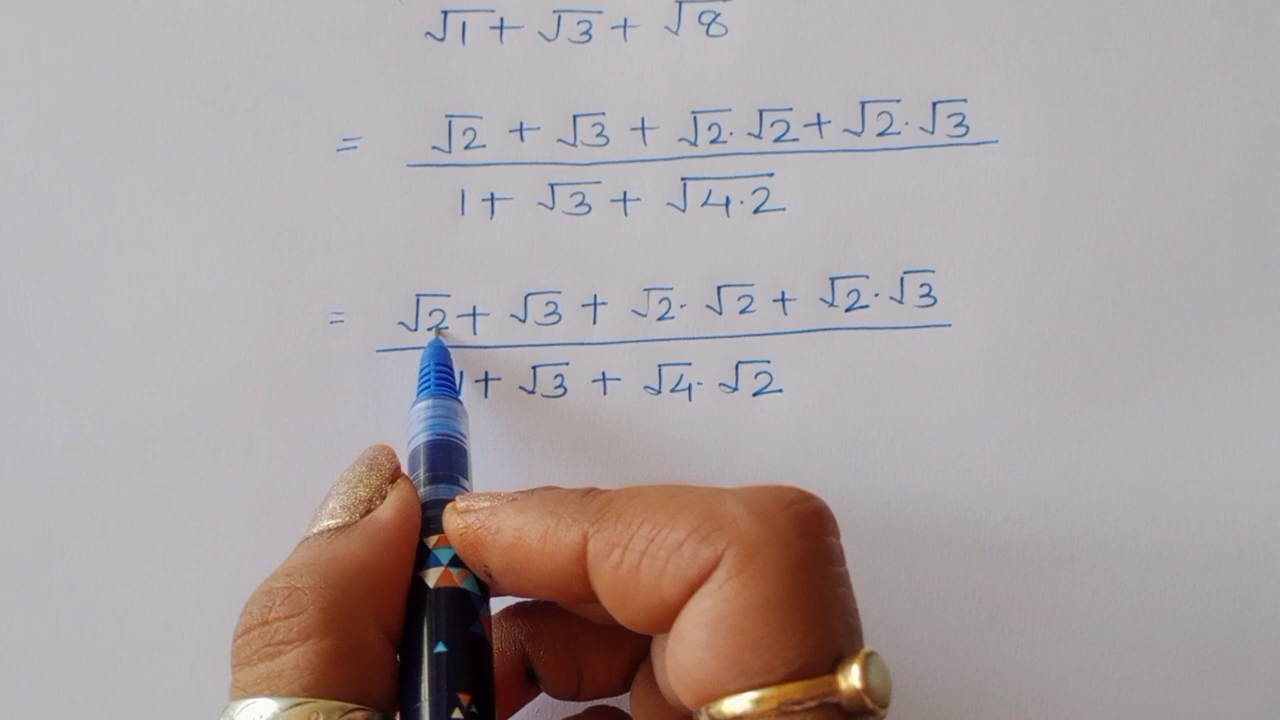 √1 + √3 + √8
= √2 + √3 + √2·√2 + √2·√3
1 + √3 + √4·2
= √2 + √3 + √2·√2 + √2·√3
1 + √3 + √4·√2